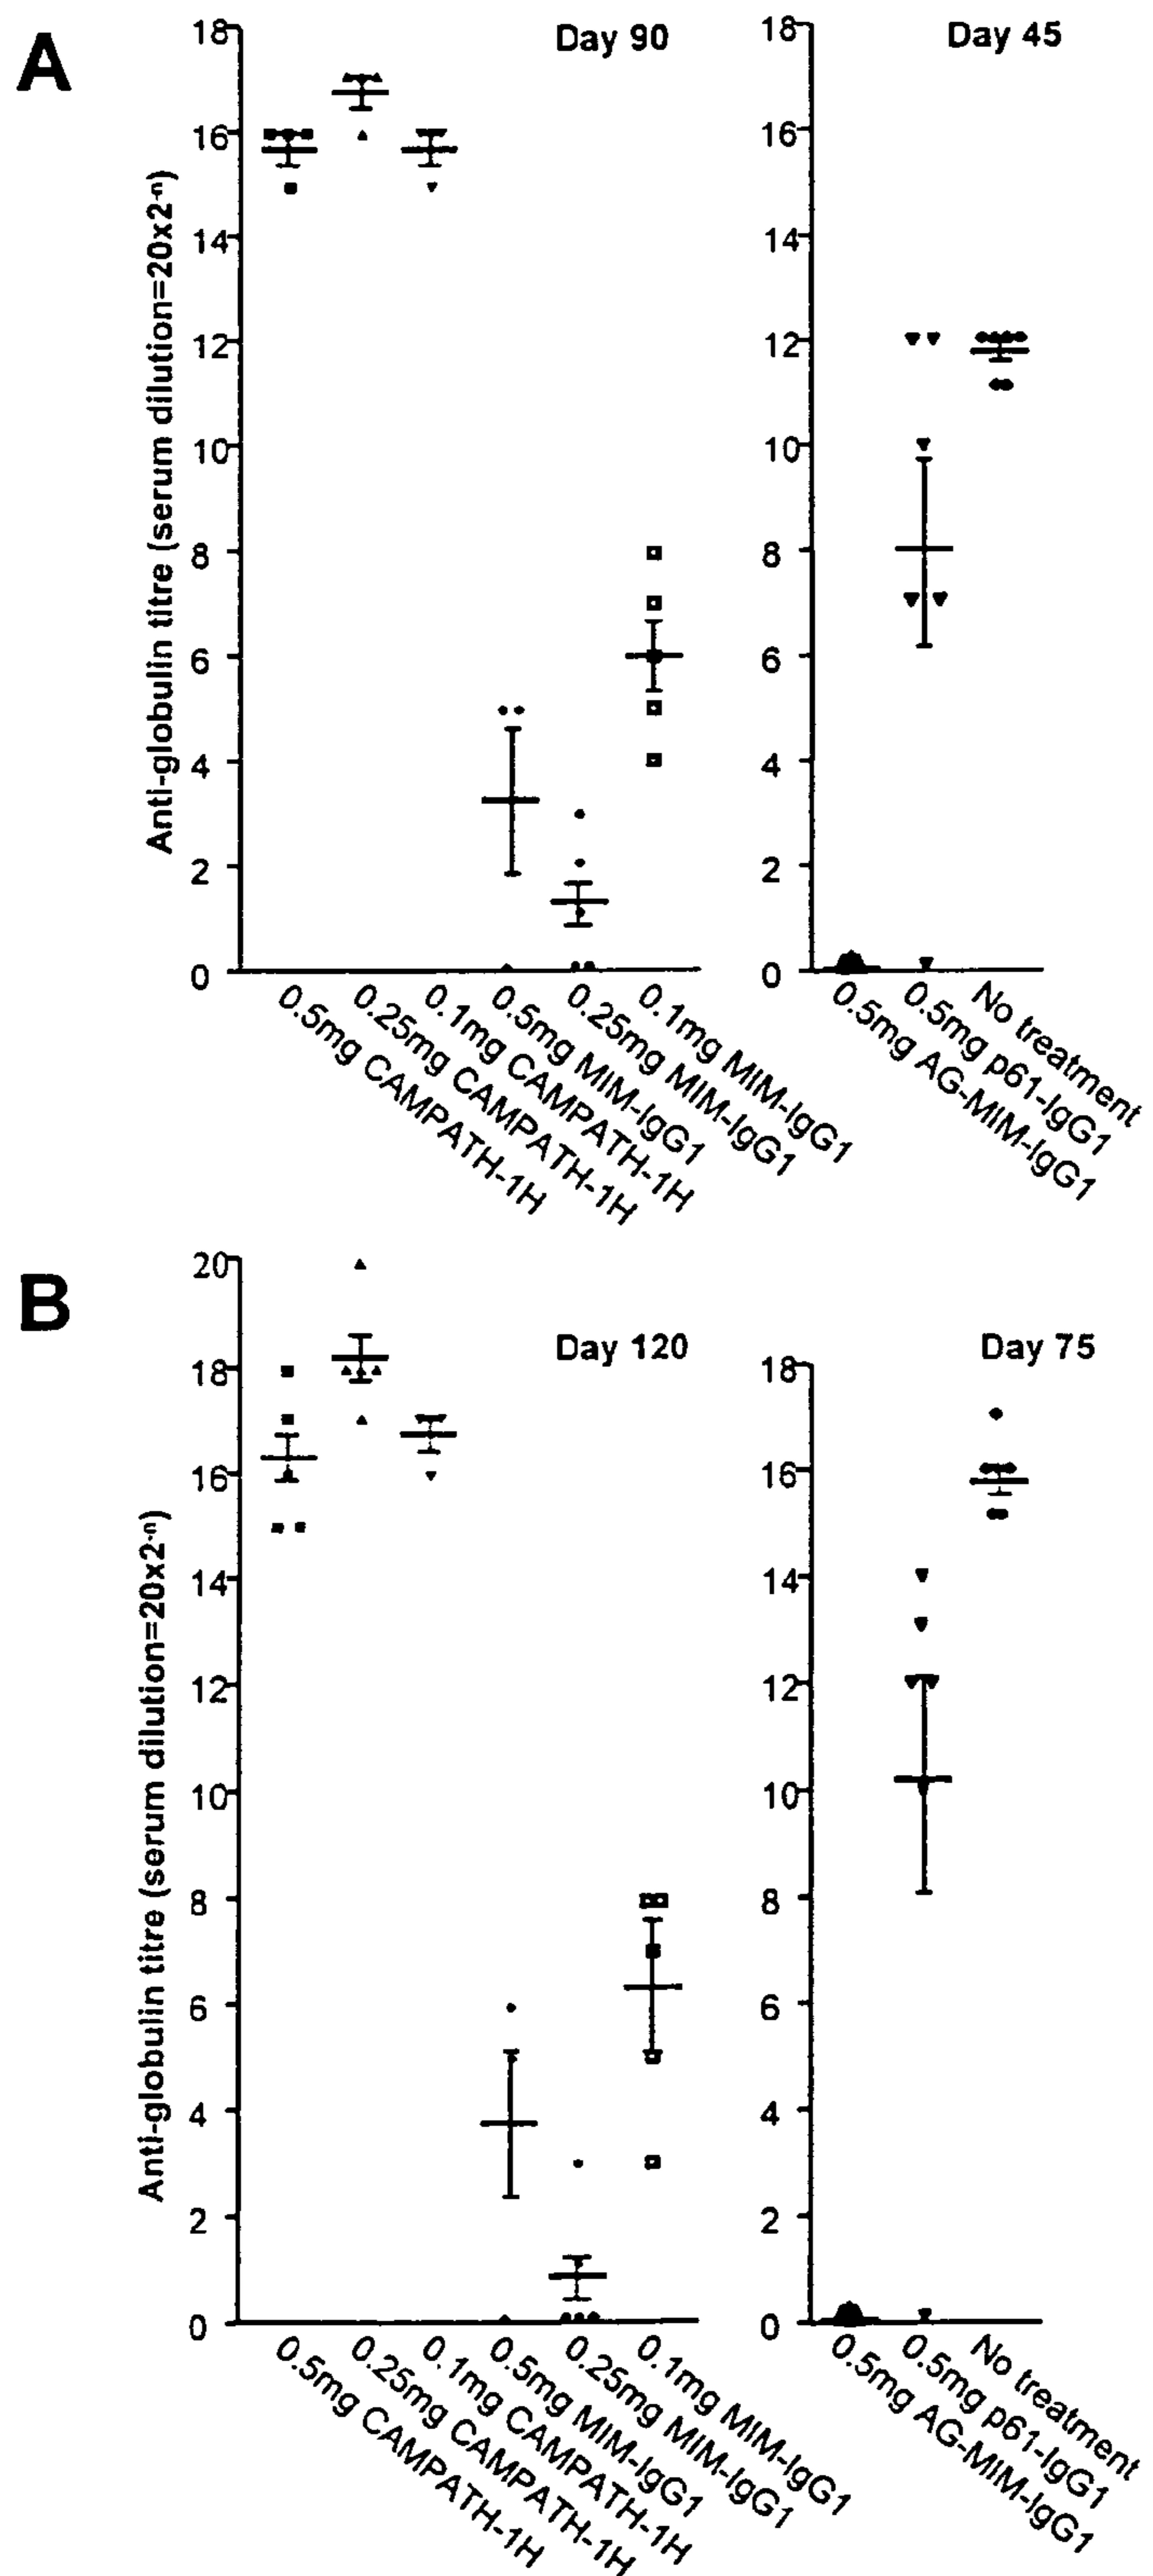 A
Day 90
Day 45
Anti-globulin titre (serum dilution=20x2-n)
18
16
14
12
10
8
6
4
2
0
18
16
14
12
10
8
6
4
2
0
0.5mg CAMPATH-1H
0.25mg CAMPATH-1H
0.1mg CAMPATH-1H
0.5mg MIM-IgG1
0.25mg MIM-IgG1
0.1mg MIM-IgG1
0.5mg AG-MIM-IgG1
0.5mg p61-IgG1
No treatment
B
Day 120
Day 75
Anti-globulin titre (serum dilution=20x2-n)
20
18
16
14
12
10
8
6
4
2
0
18
16
14
12
10
8
6
4
2
0
0.5mg CAMPATH-1H
0.25mg CAMPATH-1H
0.1mg CAMPATH-1H
0.5mg MIM-IgG1
0.25mg MIM-IgG1
0.1mg MIM-IgG1
0.5mg AG-MIM-IgG1
0.5mg p61-IgG1
No treatment